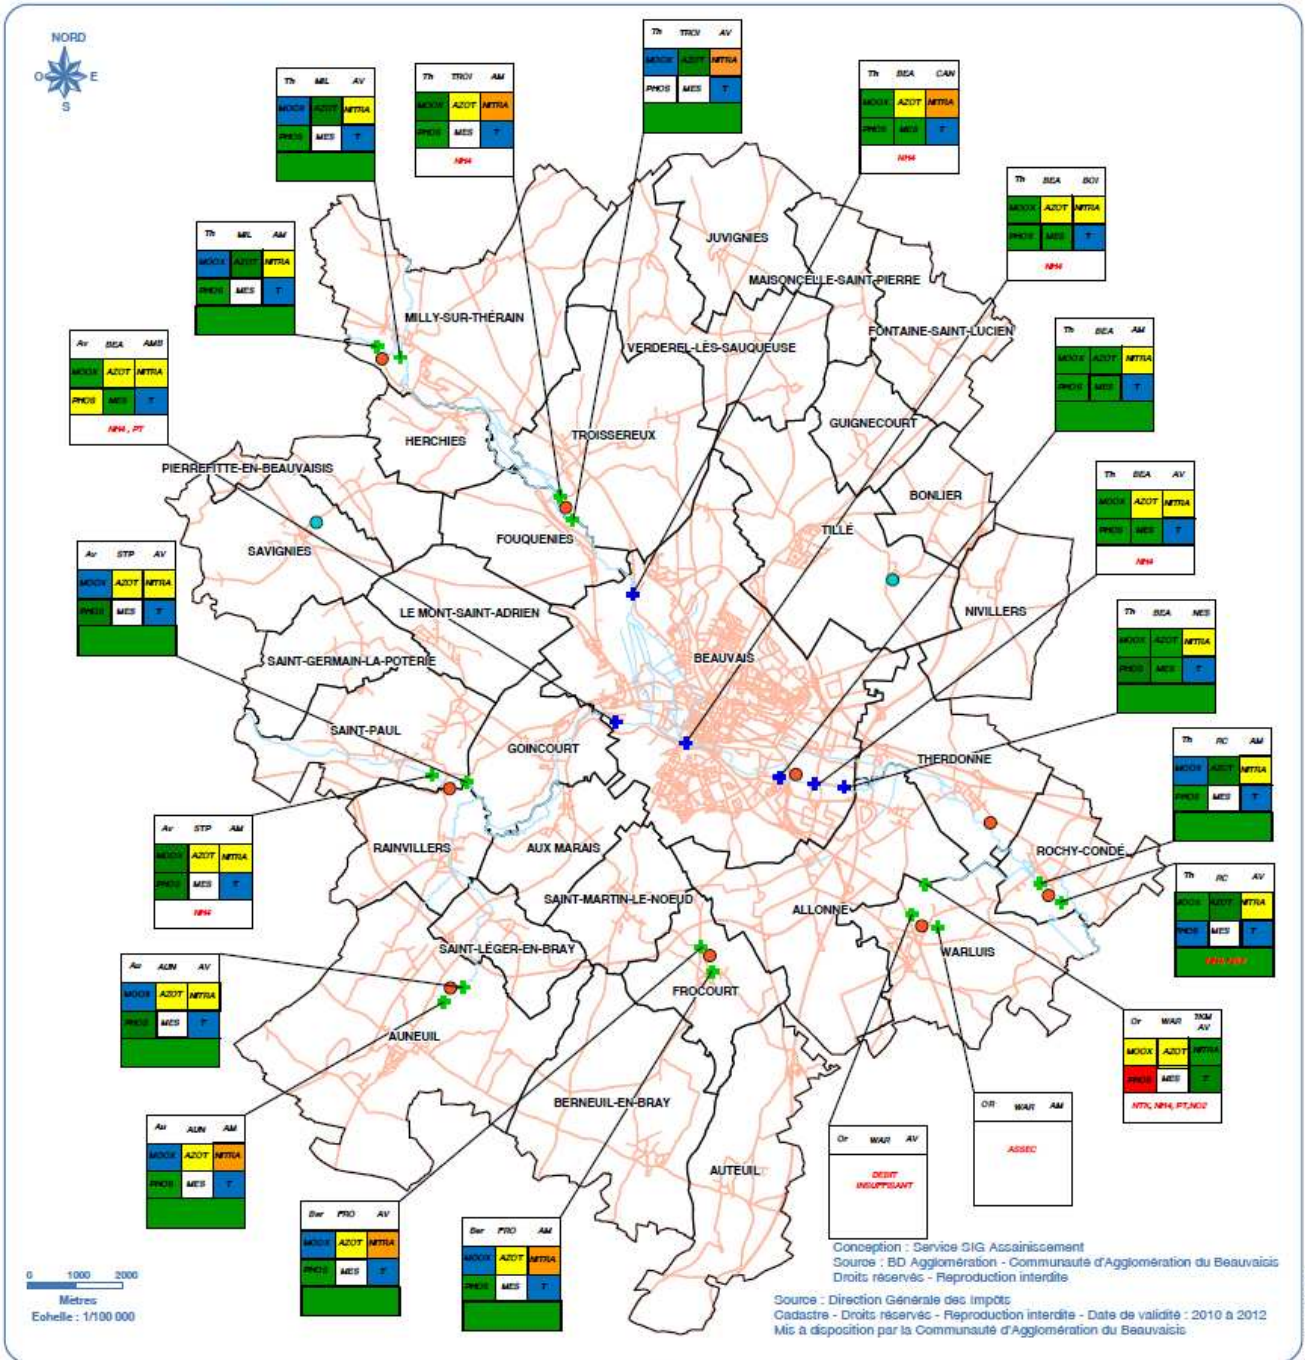 NORD
O E
S
Th MIL AV
MOOX AZOT NITRA
PHOS MES T
Th TROI AM
MOOX AZOT NITRA
PHOS MES T
NH4
Th TROI AV
MOOX AZOT NITRA
PHOS MES T
Th BEA CAN
MOOX AZOT NITRA
PHOS MES T
NH4
Th BEA BOI
MOOX AZOT NITRA
PHOS MES T
NH4
Th MIL AM
MOOX AZOT NITRA
PHOS MES T
Av BEA AMB
MOOX AZOT NITRA
PHOS MES T
NH4 , PT
Th BEA AM
MOOX AZOT NITRA
PHOS MES T
Th BEA AV
MOOX AZOT NITRA
PHOS MES T
NH4
Av STP AV
MOOX AZOT NITRA
PHOS MES T
Th BEA NES
MOOX AZOT NITRA
PHOS MES T
Th RC AM
MOOX AZOT NITRA
PHOS MES T
Av STP AM
MOOX AZOT NITRA
PHOS MES T
NH4
Th RC AV
MOOX AZOT NITRA
PHOS MES T
Au AUN AV
MOOX AZOT NITRA
PHOS MES T
Or WAR TKM AV
MOOX AZOT NITRA
PHOS MES T
NTK, NH4, PT,NO2
Au AUN AM
MOOX AZOT NITRA
PHOS MES T
OR WAR AM
ASSEC
Or WAR AV
DEBIT
INSUFFISANT
Ber FRO AV
MOOX AZOT NITRA
PHOS MES T
Ber FRO AM
MOOX AZOT NITRA
PHOS MES T
JUVIGNIES
MAISONCELLE-SAINT-PIERRE
MILLY-SUR-THÉRAIN
FONTAINE-SAINT-LUCIEN
VERDEREL-LÈS-SAUQUEUSE
GUIGNECOURT
HERCHIES
TROISSEREUX
PIERREFITTE-EN-BEAUVAISIS
BONLIER
TILLÉ
FOUQUENIES
SAVIGNIES
LE MONT-SAINT-ADRIEN
NIVILLERS
BEAUVAIS
SAINT-GERMAIN-LA-POTERIE
SAINT-PAUL
GOINCOURT
THERDONNE
RAINVILLERS
AUX MARAIS
ROCHY-CONDÉ
SAINT-MARTIN-LE-NOEUD
ALLONNE
SAINT-LÉGER-EN-BRAY
WARLUIS
FROCOURT
AUNEUIL
BERNEUIL-EN-BRAY
AUTEUIL
0 1000 2000
Mètres
Echelle : 1/100 000
Conception : Service SIG Assainissement
Source : BD Agglomération - Communauté d'Agglomération du Beauvaisis
Droits réservés - Reproduction interdite
Source : Direction Générale des Impôts
Cadastre - Droits réservés - Reproduction interdite - Date de validité : 2010 à 2012
Mis à disposition par la Communauté d'Agglomération du Beauvaisis